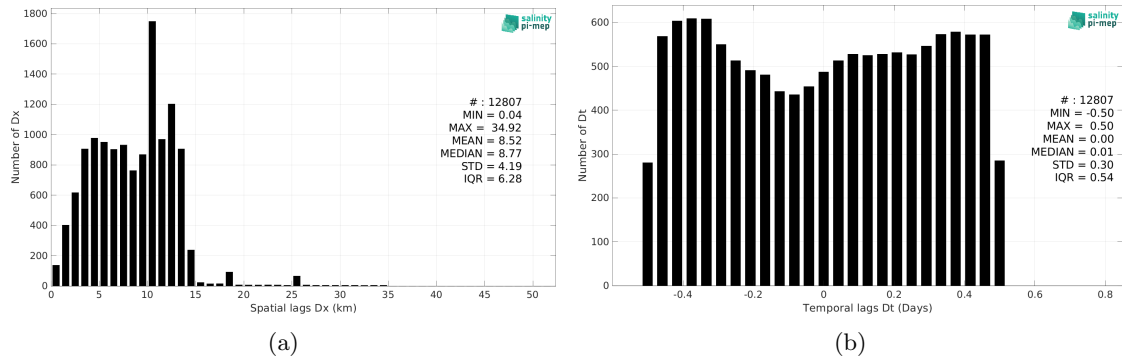 1800
1600
1400
1200
1000
800
600
400
200
0
Number of Dx
0 5 10 15 20 25 30 35 40 45 50
Spatial lags Dx (km)
salinity
pi-mep
# : 12807
MIN = 0.04
MAX = 34.92
MEAN = 8.52
MEDIAN = 8.77
STD = 4.19
IQR = 6.28
(a)
600
500
400
300
200
100
0
Number of Dt
-0.4 -0.2 0 0.2 0.4 0.6 0.8
Temporal lags Dt (Days)
salinity
pi-mep
# : 12807
MIN = -0.50
MAX = 0.50
MEAN = 0.00
MEDIAN = 0.01
STD = 0.30
IQR = 0.54
(b)